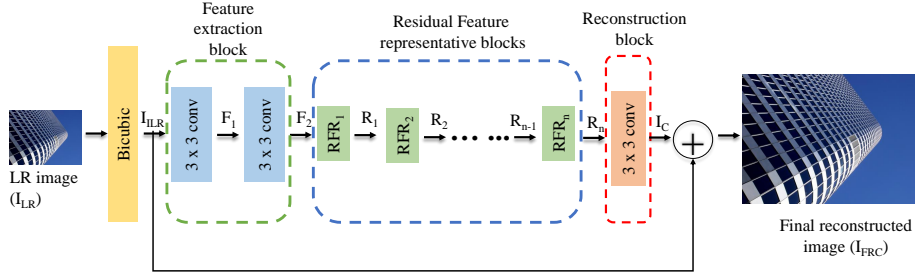 Feature
extraction
block
Residual Feature
representative blocks
Reconstruction
block
LR image
(I_LR)
Bicubic
I_ILR
3 x 3 conv
F_1
3 x 3 conv
F_2
RFR_1
R_1
RFR_2
R_2
R_n-1
RFR_n
R_n
3 x 3 conv
I_C
Final reconstructed
image (I_FRC)